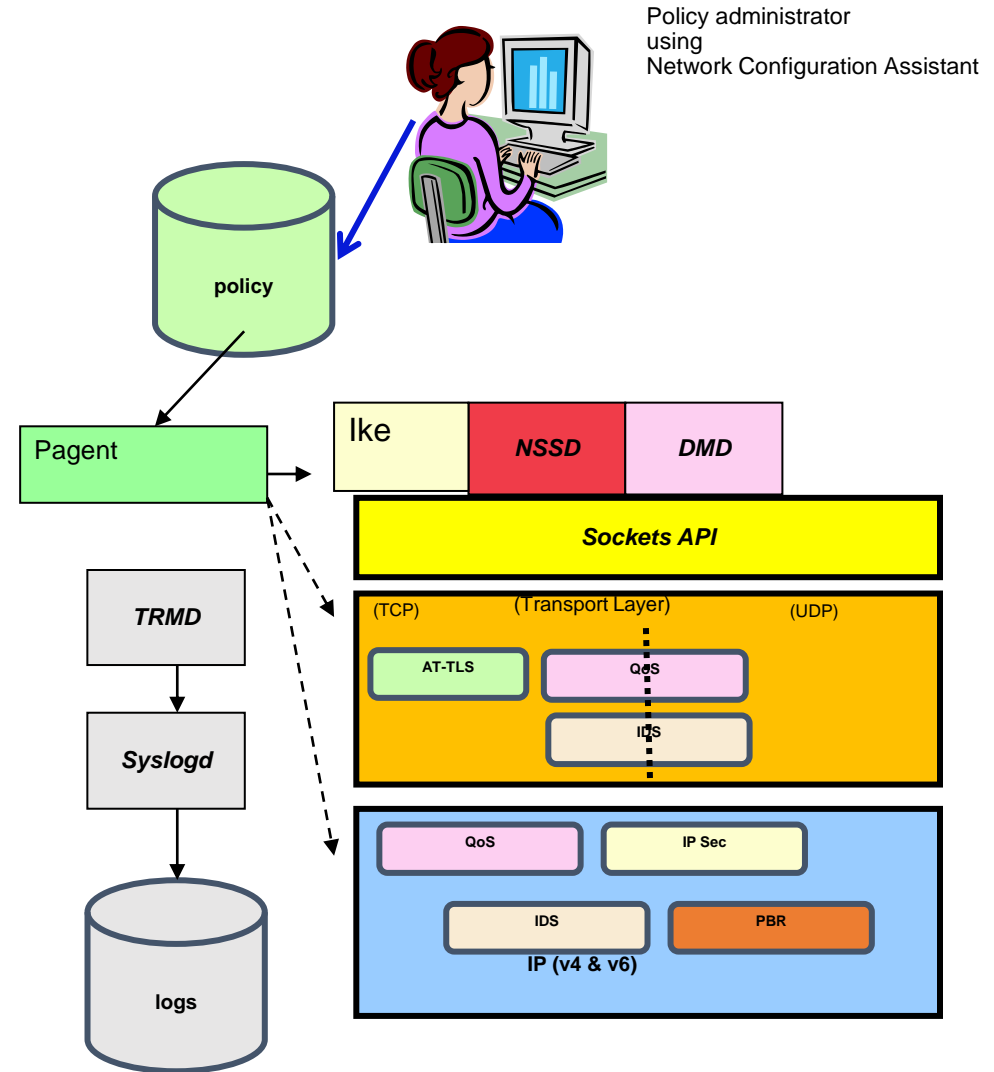 Policy administrator
using
Network Configuration Assistant
policy
Pagent
Ike
NSSD
DMD
Sockets API
(TCP)
(Transport Layer)
(UDP)
TRMD
AT-TLS
QoS
IDS
Syslogd
QoS
IP Sec
IDS
PBR
IP (v4 & v6)
logs